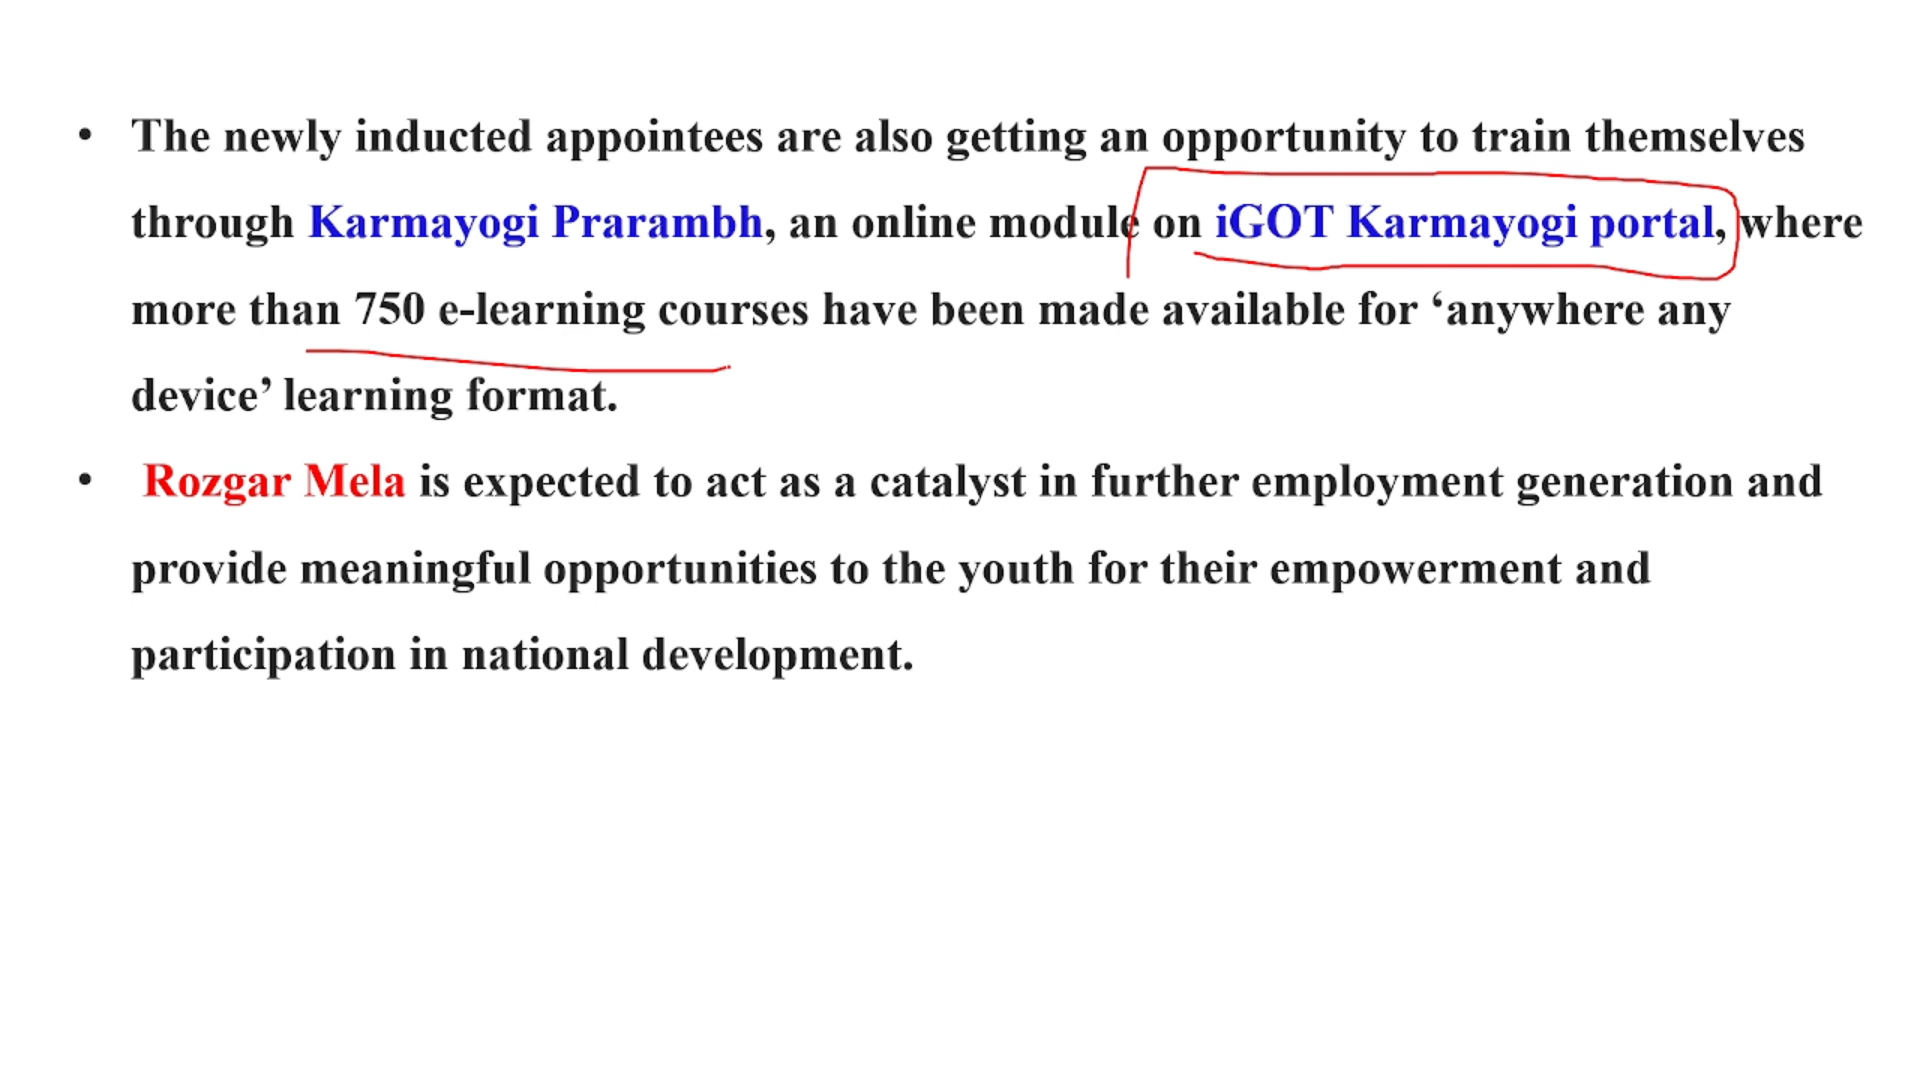 • The newly inducted appointees are also getting an opportunity to train themselves
through Karmayogi Prarambh, an online module on iGOT Karmayogi portal, where
more than 750 e-learning courses have been made available for ‘anywhere any
device’ learning format.
• Rozgar Mela is expected to act as a catalyst in further employment generation and
provide meaningful opportunities to the youth for their empowerment and
participation in national development.